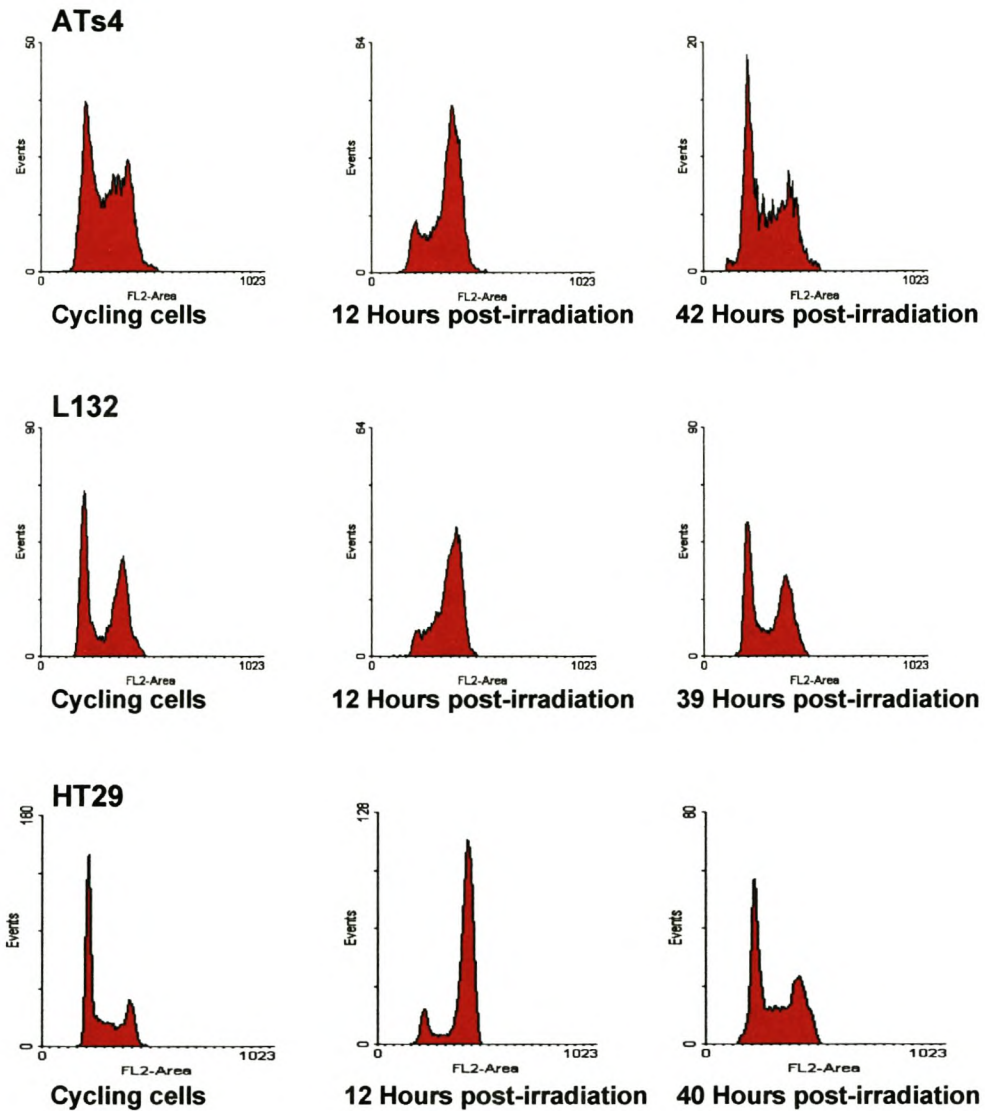 ATs4
50
Events
0
0
1023
FL2-Area
Cycling cells
64
Events
0
0
1023
FL2-Area
12 Hours post-irradiation
20
Events
0
0
1023
FL2-Area
42 Hours post-irradiation
L132
90
Events
0
0
1023
FL2-Area
Cycling cells
64
Events
0
0
1023
FL2-Area
12 Hours post-irradiation
90
Events
0
0
1023
FL2-Area
39 Hours post-irradiation
HT29
180
Events
0
0
1023
FL2-Area
Cycling cells
128
Events
0
0
1023
FL2-Area
12 Hours post-irradiation
80
Events
0
0
1023
FL2-Area
40 Hours post-irradiation